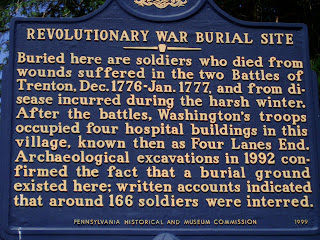 REVOLUTIONARY WAR BURIAL SITE
Buried here are soldiers who died from
wounds suffered in the two Battles of
Trenton, Dec. 1776-Jan. 1777, and from di-
sease incurred during the harsh winter.
After the battles, Washington's troops
occupied four hospital buildings in this
village, known then as Four Lanes End.
Archaeological excavations in 1992 con-
firmed the fact that a burial ground
existed here; written accounts indicated
that around 166 soldiers were interred.
PENNSYLVANIA HISTORICAL AND MUSEUM COMMISSION 1999